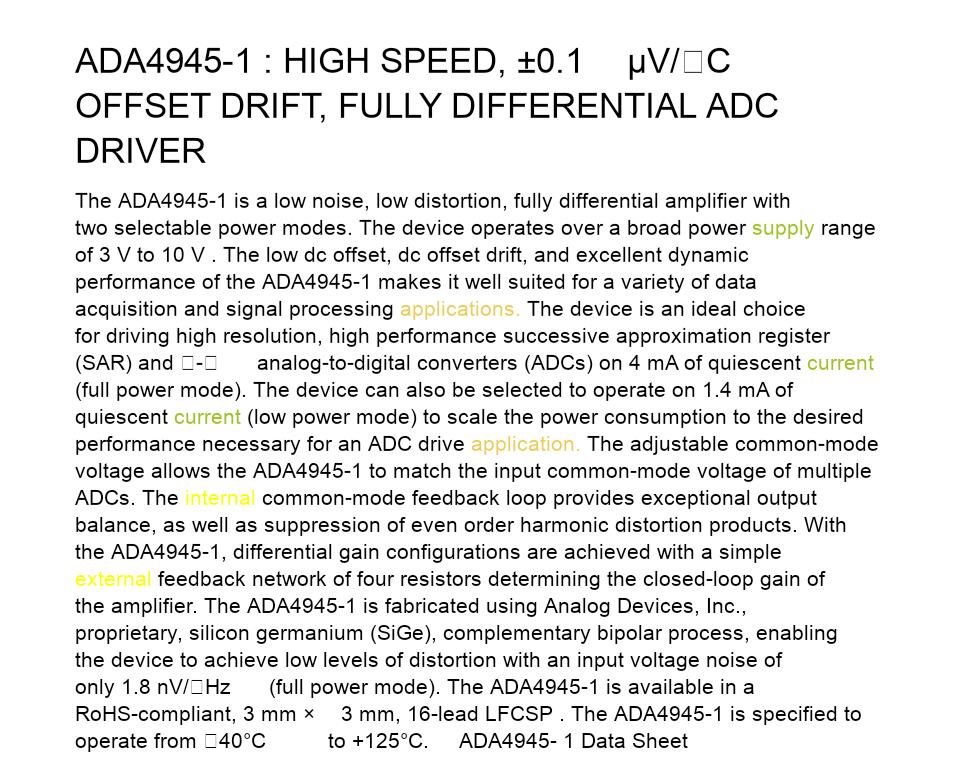 ADA4945-1 : HIGH SPEED, ±0.1 µV/□C
OFFSET DRIFT, FULLY DIFFERENTIAL ADC
DRIVER
The ADA4945-1 is a low noise, low distortion, fully differential amplifier with
two selectable power modes. The device operates over a broad power supply range
of 3 V to 10 V . The low dc offset, dc offset drift, and excellent dynamic
performance of the ADA4945-1 makes it well suited for a variety of data
acquisition and signal processing applications. The device is an ideal choice
for driving high resolution, high performance successive approximation register
(SAR) and □-□ analog-to-digital converters (ADCs) on 4 mA of quiescent current
(full power mode). The device can also be selected to operate on 1.4 mA of
quiescent current (low power mode) to scale the power consumption to the desired
performance necessary for an ADC drive application. The adjustable common-mode
voltage allows the ADA4945-1 to match the input common-mode voltage of multiple
ADCs. The internal common-mode feedback loop provides exceptional output
balance, as well as suppression of even order harmonic distortion products. With
the ADA4945-1, differential gain configurations are achieved with a simple
external feedback network of four resistors determining the closed-loop gain of
the amplifier. The ADA4945-1 is fabricated using Analog Devices, Inc.,
proprietary, silicon germanium (SiGe), complementary bipolar process, enabling
the device to achieve low levels of distortion with an input voltage noise of
only 1.8 nV/□Hz (full power mode). The ADA4945-1 is available in a
RoHS-compliant, 3 mm × 3 mm, 16-lead LFCSP . The ADA4945-1 is specified to
operate from □40°C to +125°C. ADA4945- 1 Data Sheet